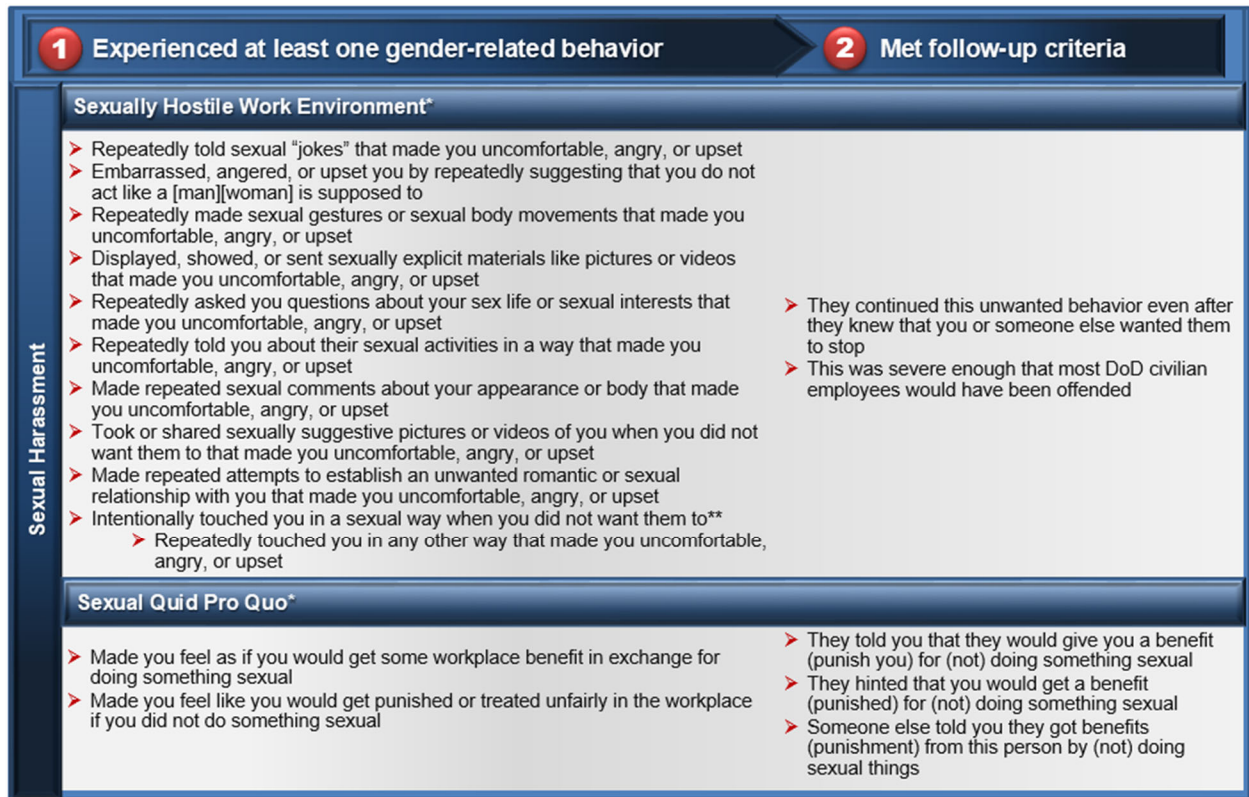 1 Experienced at least one gender-related behavior
2 Met follow-up criteria
Sexual Harassment
Sexually Hostile Work Environment*
➤ Repeatedly told sexual “jokes” that made you uncomfortable, angry, or upset
➤ Embarrassed, angered, or upset you by repeatedly suggesting that you do not
act like a [man][woman] is supposed to
➤ Repeatedly made sexual gestures or sexual body movements that made you
uncomfortable, angry, or upset
➤ Displayed, showed, or sent sexually explicit materials like pictures or videos
that made you uncomfortable, angry, or upset
➤ Repeatedly asked you questions about your sex life or sexual interests that
made you uncomfortable, angry, or upset
➤ Repeatedly told you about their sexual activities in a way that made you
uncomfortable, angry, or upset
➤ Made repeated sexual comments about your appearance or body that made
you uncomfortable, angry, or upset
➤ Took or shared sexually suggestive pictures or videos of you when you did not
want them to that made you uncomfortable, angry, or upset
➤ Made repeated attempts to establish an unwanted romantic or sexual
relationship with you that made you uncomfortable, angry, or upset
➤ Intentionally touched you in a sexual way when you did not want them to**
➤ Repeatedly touched you in any other way that made you uncomfortable,
angry, or upset
➤ They continued this unwanted behavior even after
they knew that you or someone else wanted them
to stop
➤ This was severe enough that most DoD civilian
employees would have been offended
Sexual Quid Pro Quo*
➤ Made you feel as if you would get some workplace benefit in exchange for
doing something sexual
➤ Made you feel like you would get punished or treated unfairly in the workplace
if you did not do something sexual
➤ They told you that they would give you a benefit
(punish you) for (not) doing something sexual
➤ They hinted that you would get a benefit
(punished) for (not) doing something sexual
➤ Someone else told you they got benefits
(punishment) from this person by (not) doing
sexual things